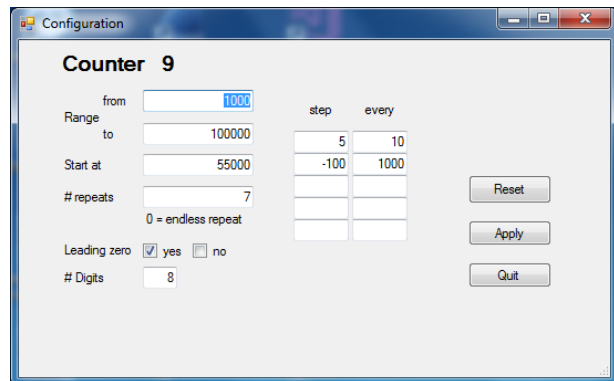 Configuration
Counter 9
from 1000
Range
to 100000
Start at 55000
# repeats 7
0 = endless repeat
Leading zero yes no
# Digits 8
step every
5 10
-100 1000
Reset
Apply
Quit